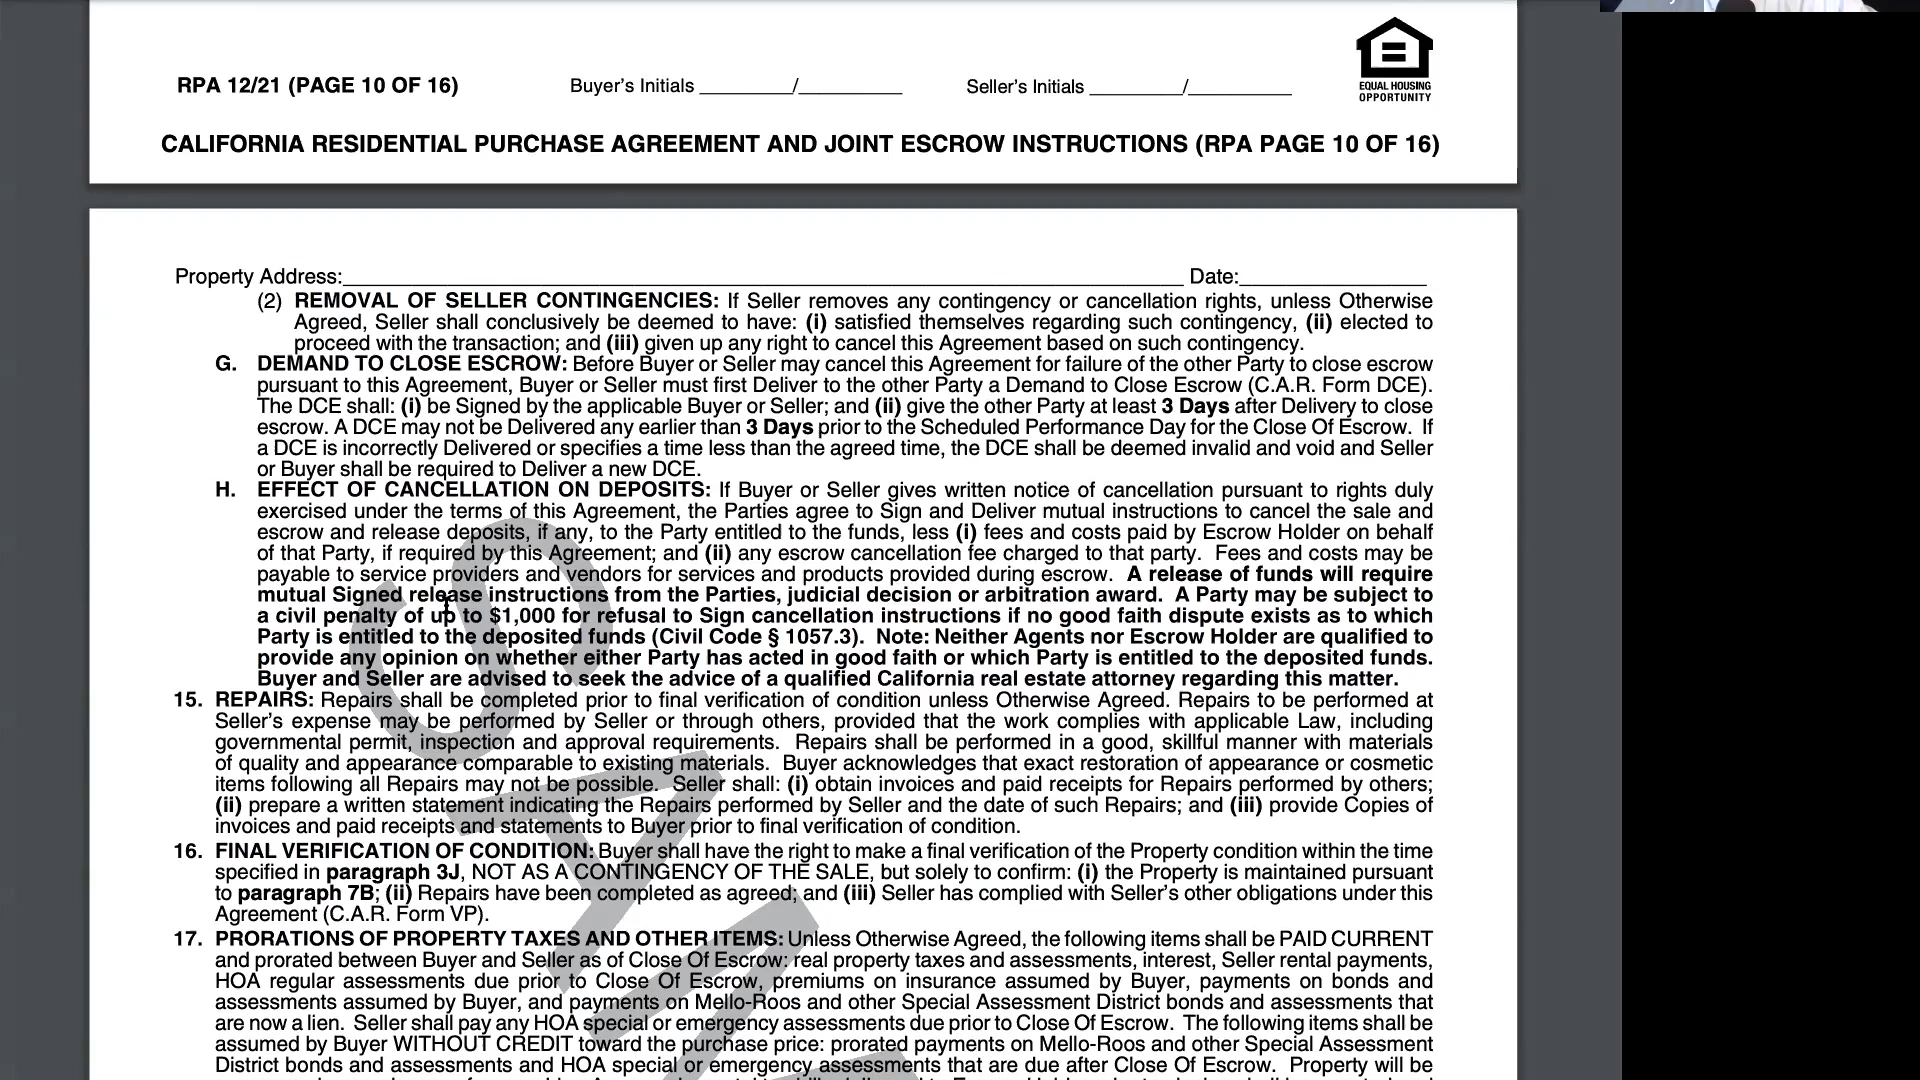 RPA 12/21 (PAGE 10 OF 16) Buyer's Initials _________/__________ Seller's Initials _________/__________
EQUAL HOUSING
OPPORTUNITY
CALIFORNIA RESIDENTIAL PURCHASE AGREEMENT AND JOINT ESCROW INSTRUCTIONS (RPA PAGE 10 OF 16)
Property Address:______________________________ Date:__________________
(2) REMOVAL OF SELLER CONTINGENCIES: If Seller removes any contingency or cancellation rights, unless Otherwise
Agreed, Seller shall conclusively be deemed to have: (i) satisfied themselves regarding such contingency, (ii) elected to
proceed with the transaction; and (iii) given up any right to cancel this Agreement based on such contingency.
G. DEMAND TO CLOSE ESCROW: Before Buyer or Seller may cancel this Agreement for failure of the other Party to close escrow
pursuant to this Agreement, Buyer or Seller must first Deliver to the other Party a Demand to Close Escrow (C.A.R. Form DCE).
The DCE shall: (i) be Signed by the applicable Buyer or Seller; and (ii) give the other Party at least 3 Days after Delivery to close
escrow. A DCE may not be Delivered any earlier than 3 Days prior to the Scheduled Performance Day for the Close Of Escrow. If
a DCE is incorrectly Delivered or specifies a time less than the agreed time, the DCE shall be deemed invalid and void and Seller
or Buyer shall be required to Deliver a new DCE.
H. EFFECT OF CANCELLATION ON DEPOSITS: If Buyer or Seller gives written notice of cancellation pursuant to rights duly
exercised under the terms of this Agreement, the Parties agree to Sign and Deliver mutual instructions to cancel the sale and
escrow and release deposits, if any, to the Party entitled to the funds, less (i) fees and costs paid by Escrow Holder on behalf
of that Party, if required by this Agreement; and (ii) any escrow cancellation fee charged to that party. Fees and costs may be
payable to service providers and vendors for services and products provided during escrow. A release of funds will require
mutual Signed release instructions from the Parties, judicial decision or arbitration award. A Party may be subject to
a civil penalty of up to $1,000 for refusal to Sign cancellation instructions if no good faith dispute exists as to which
Party is entitled to the deposited funds (Civil Code § 1057.3). Note: Neither Agents nor Escrow Holder are qualified to
provide any opinion on whether either Party has acted in good faith or which Party is entitled to the deposited funds.
Buyer and Seller are advised to seek the advice of a qualified California real estate attorney regarding this matter.
15. REPAIRS: Repairs shall be completed prior to final verification of condition unless Otherwise Agreed. Repairs to be performed at
Seller's expense may be performed by Seller or through others, provided that the work complies with applicable Law, including
governmental permit, inspection and approval requirements. Repairs shall be performed in a good, skillful manner with materials
of quality and appearance comparable to existing materials. Buyer acknowledges that exact restoration of appearance or cosmetic
items following all Repairs may not be possible. Seller shall: (i) obtain invoices and paid receipts for Repairs performed by others;
(ii) prepare a written statement indicating the Repairs performed by Seller and the date of such Repairs; and (iii) provide Copies of
invoices and paid receipts and statements to Buyer prior to final verification of condition.
16. FINAL VERIFICATION OF CONDITION: Buyer shall have the right to make a final verification of the Property condition within the time
specified in paragraph 3J, NOT AS A CONTINGENCY OF THE SALE, but solely to confirm: (i) the Property is maintained pursuant
to paragraph 7B; (ii) Repairs have been completed as agreed; and (iii) Seller has complied with Seller's other obligations under this
Agreement (C.A.R. Form VP).
17. PRORATIONS OF PROPERTY TAXES AND OTHER ITEMS: Unless Otherwise Agreed, the following items shall be PAID CURRENT
and prorated between Buyer and Seller as of Close Of Escrow: real property taxes and assessments, interest, Seller rental payments,
HOA regular assessments due prior to Close Of Escrow, premiums on insurance assumed by Buyer, payments on bonds and
assessments assumed by Buyer, and payments on Mello-Roos and other Special Assessment District bonds and assessments that
are now a lien. Seller shall pay any HOA special or emergency assessments due prior to Close Of Escrow. The following items shall be
assumed by Buyer WITHOUT CREDIT toward the purchase price: prorated payments on Mello-Roos and other Special Assessment
District bonds and assessments and HOA special or emergency assessments that are due after Close Of Escrow. Property will be